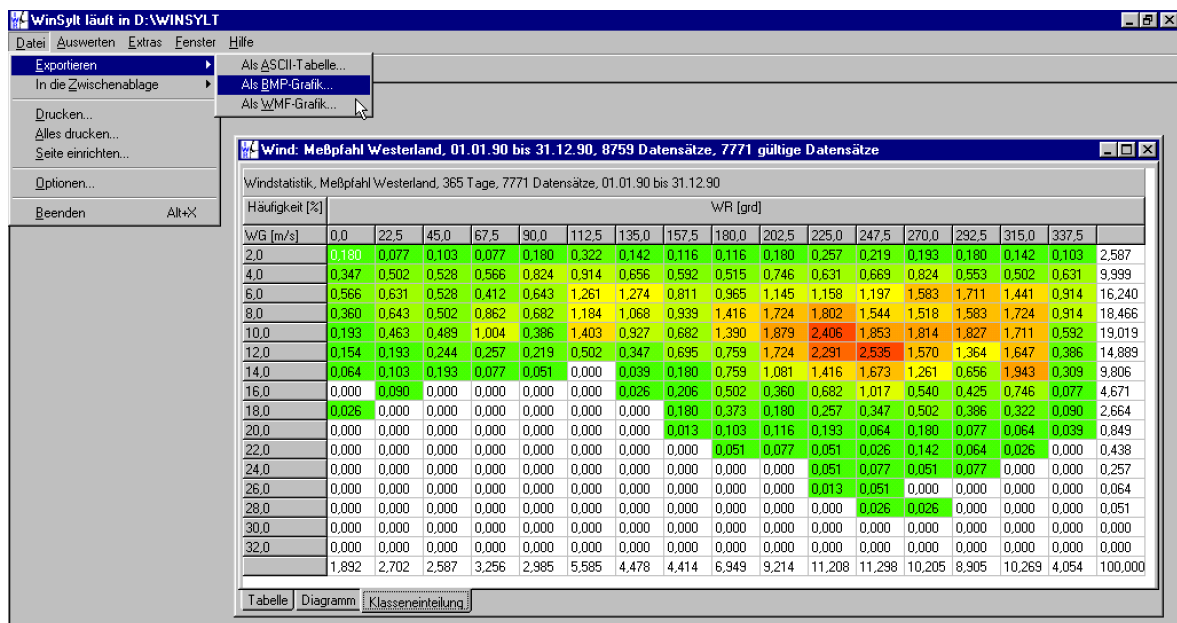 WinSylt läuft in D:\WINSYLT
Datei Auswerten Extras Fenster Hilfe
Exportieren
In die Zwischenablage
Drucken...
Alles drucken...
Seite einrichten...
Optionen...
Beenden Alt+X
Als ASCII-Tabelle...
Als BMP-Grafik...
Als WMF-Grafik...
Wind: Meßpfahl Westerland, 01.01.90 bis 31.12.90, 8759 Datensätze, 7771 gültige Datensätze
Windstatistik, Meßpfahl Westerland, 365 Tage, 7771 Datensätze, 01.01.90 bis 31.12.90
Häufigkeit [%] WR [grd]
WG [m/s] 0,0 22,5 45,0 67,5 90,0 112,5 135,0 157,5 180,0 202,5 225,0 247,5 270,0 292,5 315,0 337,5
2,0 0,180 0,077 0,103 0,077 0,180 0,322 0,142 0,116 0,116 0,180 0,257 0,219 0,193 0,180 0,142 0,103 2,587
4,0 0,347 0,502 0,528 0,566 0,824 0,914 0,656 0,592 0,515 0,746 0,631 0,669 0,824 0,553 0,502 0,631 9,999
6,0 0,566 0,631 0,528 0,412 0,643 1,261 1,274 0,811 0,965 1,145 1,158 1,197 1,583 1,711 1,441 0,914 16,240
8,0 0,360 0,643 0,502 0,862 0,682 1,184 1,068 0,939 1,416 1,724 1,802 1,544 1,518 1,583 1,724 0,914 18,466
10,0 0,193 0,463 0,489 1,004 0,386 1,403 0,927 0,682 1,390 1,879 2,406 1,853 1,814 1,827 1,711 0,592 19,019
12,0 0,154 0,193 0,244 0,257 0,219 0,502 0,347 0,695 0,759 1,724 2,291 2,535 1,570 1,364 1,647 0,386 14,889
14,0 0,064 0,103 0,193 0,077 0,051 0,000 0,039 0,180 0,759 1,081 1,416 1,673 1,261 0,656 1,943 0,309 9,806
16,0 0,000 0,090 0,000 0,000 0,000 0,000 0,026 0,206 0,502 0,360 0,682 1,017 0,540 0,425 0,746 0,077 4,671
18,0 0,026 0,000 0,000 0,000 0,000 0,000 0,000 0,180 0,373 0,180 0,257 0,347 0,502 0,386 0,322 0,090 2,664
20,0 0,000 0,000 0,000 0,000 0,000 0,000 0,000 0,013 0,103 0,116 0,193 0,064 0,180 0,077 0,064 0,039 0,849
22,0 0,000 0,000 0,000 0,000 0,000 0,000 0,000 0,000 0,051 0,077 0,051 0,026 0,142 0,064 0,026 0,000 0,438
24,0 0,000 0,000 0,000 0,000 0,000 0,000 0,000 0,000 0,000 0,000 0,051 0,077 0,051 0,077 0,000 0,000 0,257
26,0 0,000 0,000 0,000 0,000 0,000 0,000 0,000 0,000 0,000 0,000 0,013 0,051 0,000 0,000 0,000 0,000 0,064
28,0 0,000 0,000 0,000 0,000 0,000 0,000 0,000 0,000 0,000 0,000 0,000 0,026 0,026 0,000 0,000 0,000 0,051
30,0 0,000 0,000 0,000 0,000 0,000 0,000 0,000 0,000 0,000 0,000 0,000 0,000 0,000 0,000 0,000 0,000 0,000
32,0 0,000 0,000 0,000 0,000 0,000 0,000 0,000 0,000 0,000 0,000 0,000 0,000 0,000 0,000 0,000 0,000 0,000
1,892 2,702 2,587 3,256 2,985 5,585 4,478 4,414 6,949 9,214 11,208 11,298 10,205 8,905 10,269 4,054 100,000
Tabelle Diagramm Klasseneinteilung